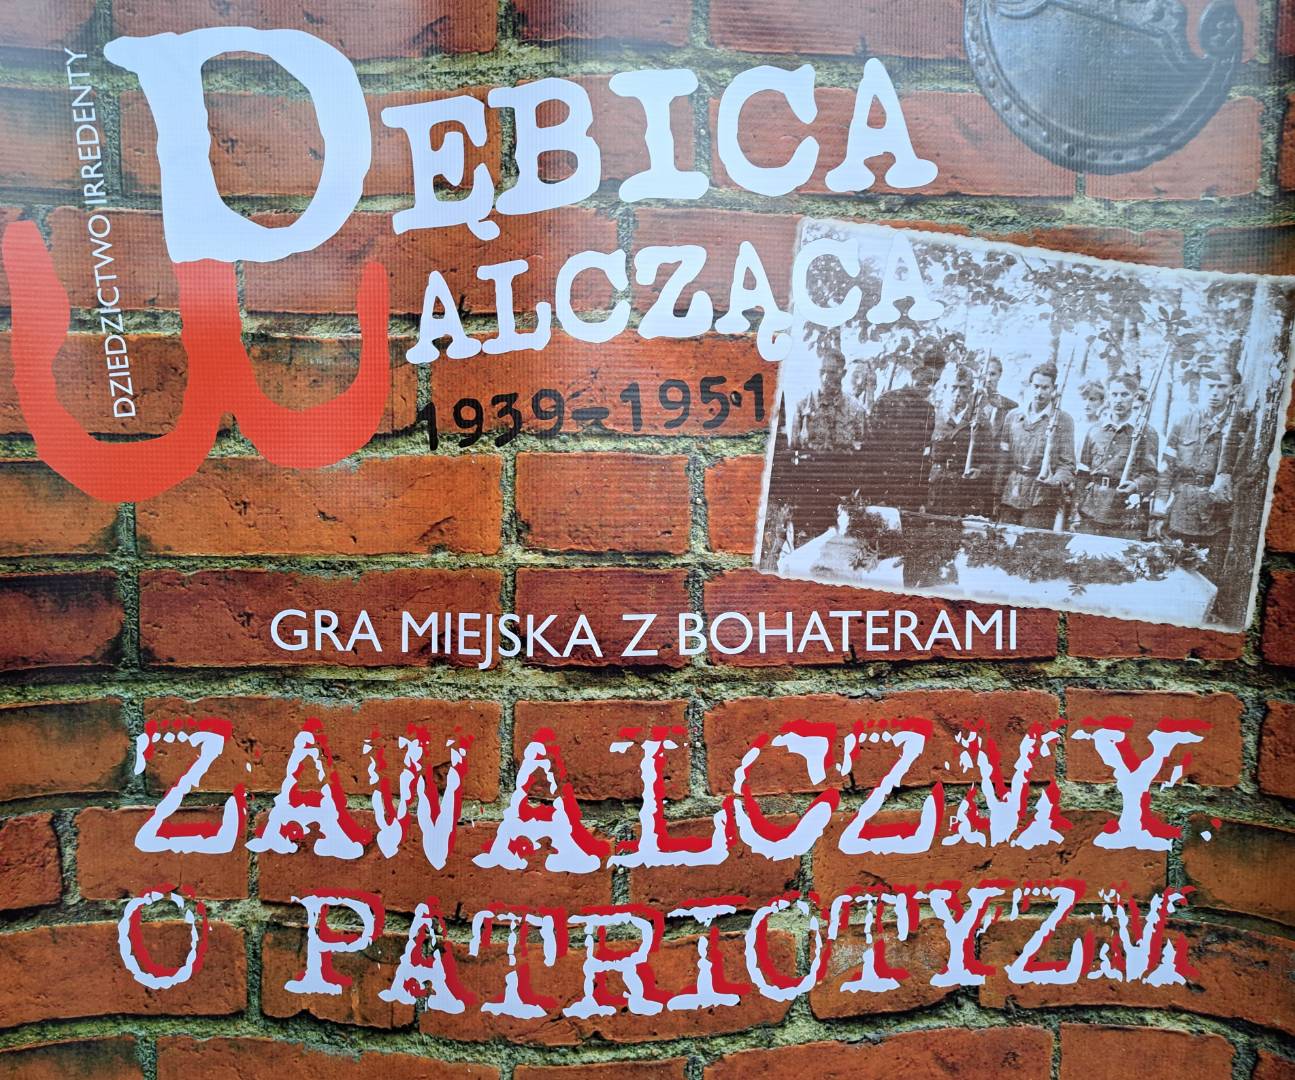 DZIEDZICTWO IRREDENTY
DĘBICA
WALCZĄCA
1939-1951
GRA MIEJSKA Z BOHATERAMI
ZAWALCZMY
O PATRIOTYZM